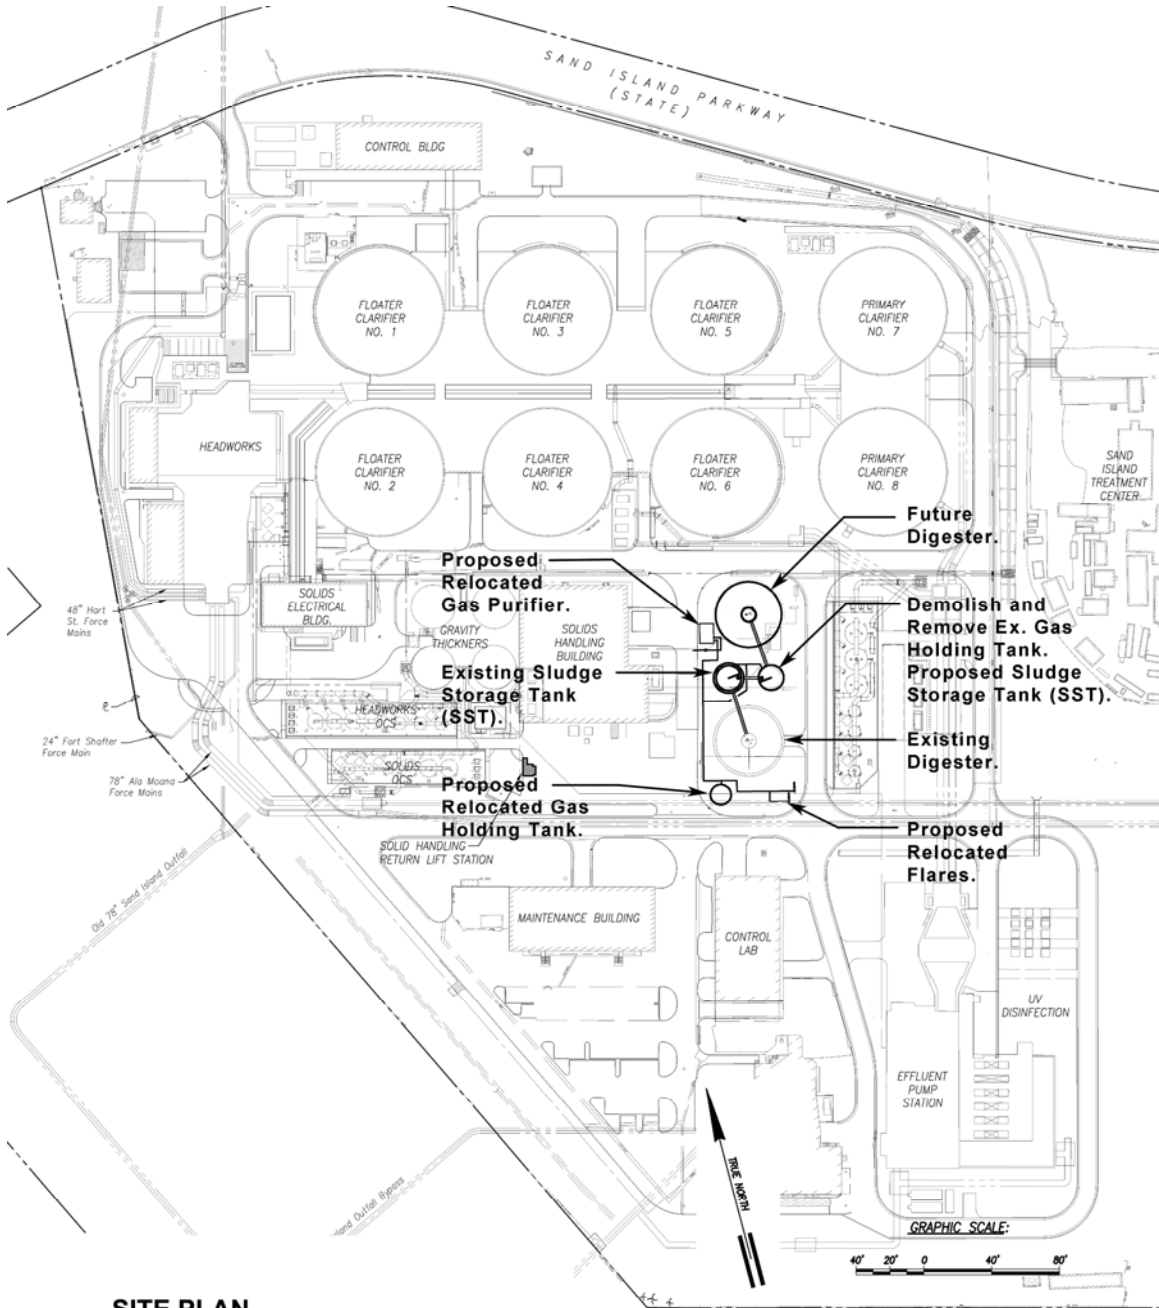 SAND ISLAND PARKWAY
(STATE)
CONTROL BLDG
FLOATER
CLARIFIER
NO. 1
FLOATER
CLARIFIER
NO. 3
FLOATER
CLARIFIER
NO. 5
PRIMARY
CLARIFIER
NO. 7
HEADWORKS
FLOATER
CLARIFIER
NO. 2
FLOATER
CLARIFIER
NO. 4
FLOATER
CLARIFIER
NO. 6
PRIMARY
CLARIFIER
NO. 8
SAND
ISLAND
TREATMENT
CENTER
Future
Digester.
Proposed
Relocated
Gas Purifier.
48" Hart
St. Force
Mains
SOLIDS
ELECTRICAL
BLDG.
GRAVITY
THICKNERS
SOLIDS
HANDLING
BUILDING
Demolish and
Remove Ex. Gas
Holding Tank.
Proposed Sludge
Storage Tank (SST).
Existing Sludge
Storage Tank
(SST).
HEADWORKS
OCS
24" Fort Shafter
Force Main
78" Ala Moana
Force Mains
SOLIDS
OCS
Existing
Digester.
Proposed
Relocated Gas
Holding Tank.
SOLID HANDLING
RETURN LIFT STATION
Proposed
Relocated
Flares.
Old 78" Sand Island Outfall
MAINTENANCE BUILDING
CONTROL
LAB
UV
DISINFECTION
EFFLUENT
PUMP
STATION
TRUE NORTH
land Outfall Bypass
GRAPHIC SCALE:
40' 20' 0 40' 80'
SITE PLAN